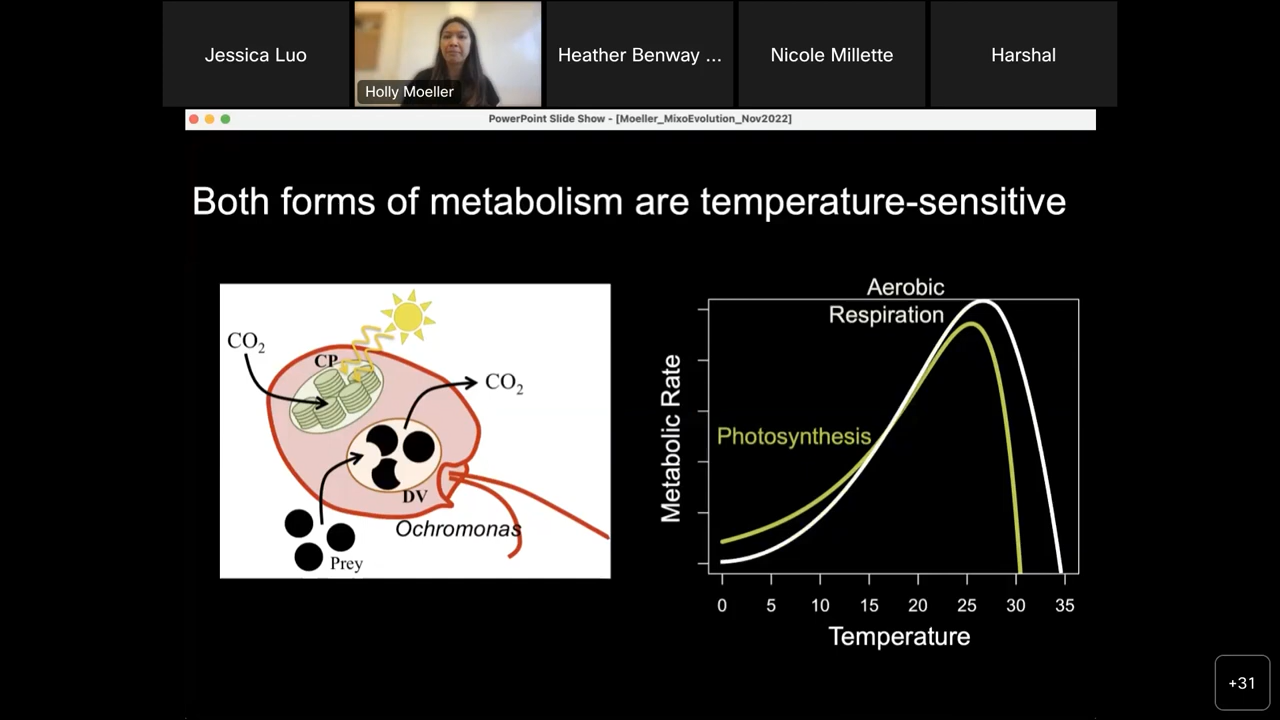 Jessica Luo
Holly Moeller
Heather Benway ...
Nicole Millette
Harshal
PowerPoint Slide Show - [Moeller_MixoEvolution_Nov2022]
Both forms of metabolism are temperature-sensitive
CO₂
CP
CO₂
DV
Ochromonas
Prey
Aerobic
Respiration
Photosynthesis
Metabolic Rate
0 5 10 15 20 25 30 35
Temperature
+31